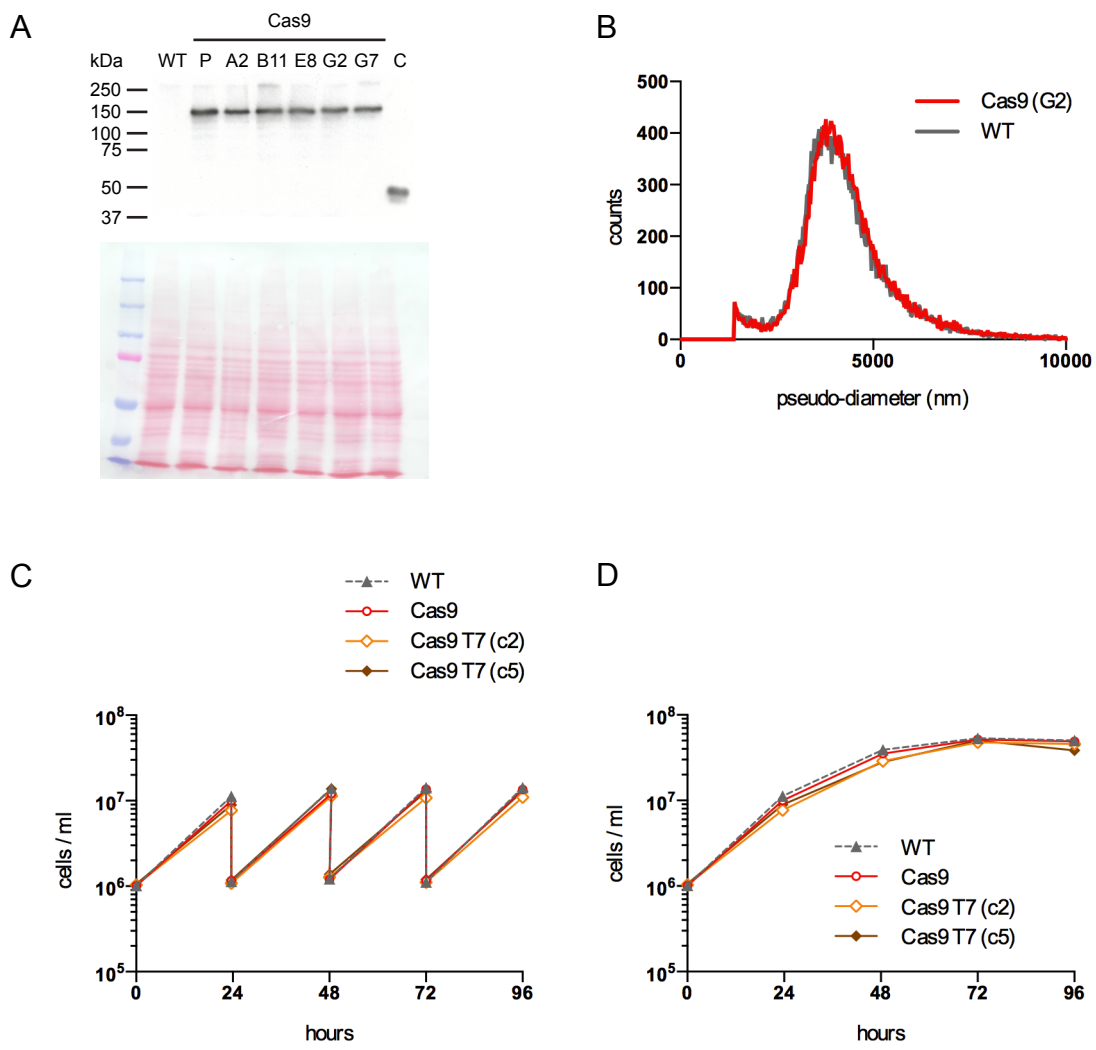 A
Cas9
kDa WT P A2 B11 E8 G2 G7 C
250
150
100
75
50
37
B
500
400
300
200
100
0
counts
0 5000 10000
pseudo-diameter (nm)
Cas9 (G2)
WT
C
WT
Cas9
Cas9 T7 (c2)
Cas9 T7 (c5)
10⁸
10⁷
10⁶
10⁵
cells / ml
0 24 48 72 96
hours
D
10⁸
10⁷
10⁶
10⁵
cells / ml
WT
Cas9
Cas9 T7 (c2)
Cas9 T7 (c5)
0 24 48 72 96
hours